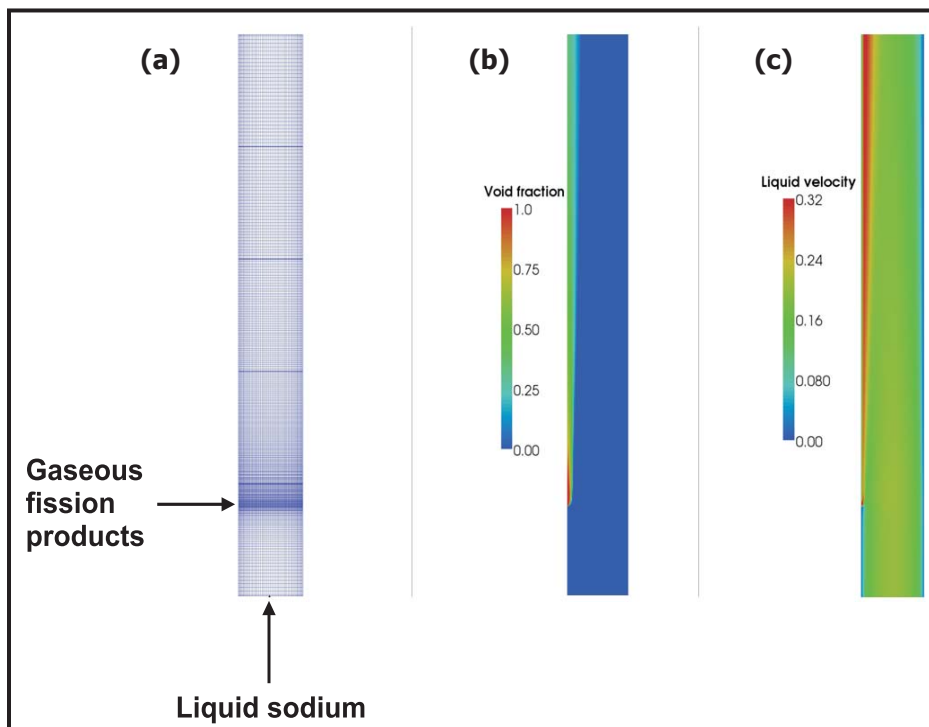 (a)
(b)
(c)
Void fraction
1.0
0.75
0.50
0.25
0.00
Liquid velocity
0.32
0.24
0.16
0.080
0.00
Gaseous
fission
products
Liquid sodium